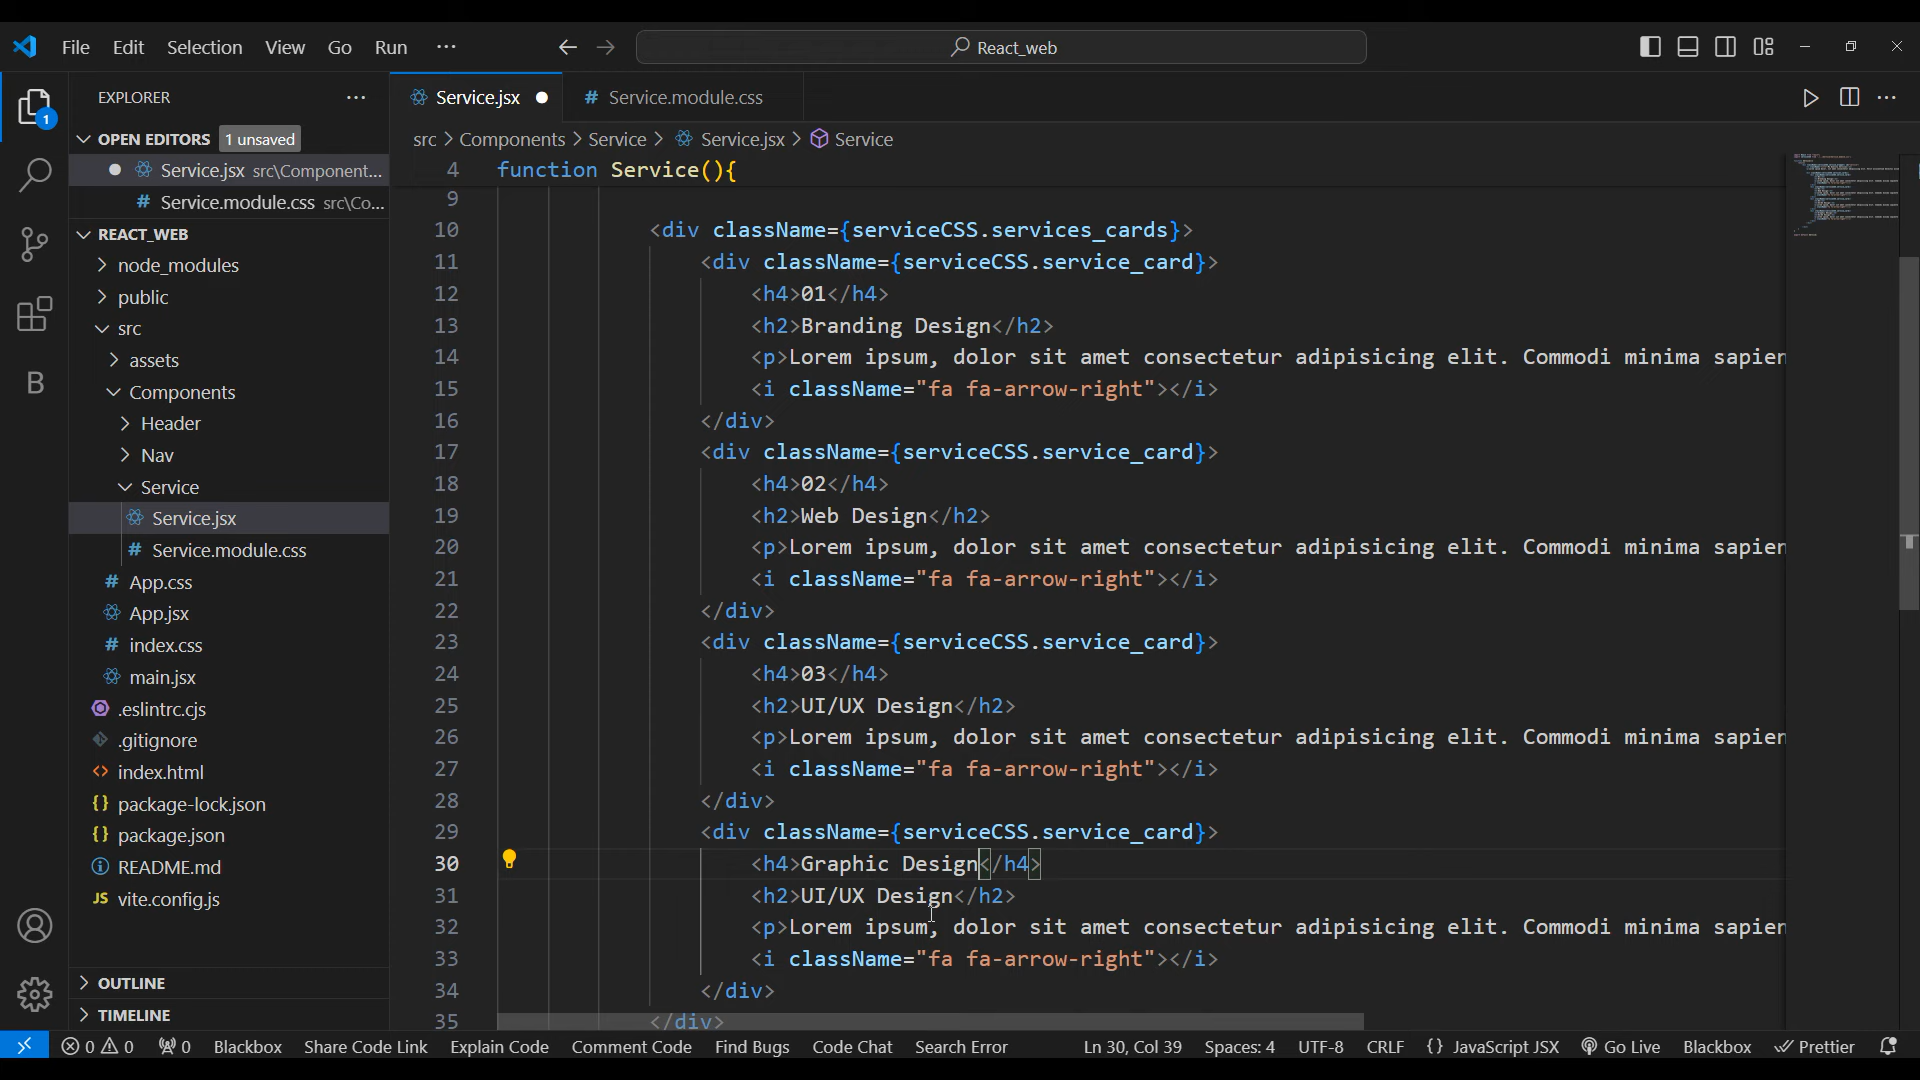 File Edit Selection View Go Run ··· React_web
EXPLORER ···
OPEN EDITORS 1 unsaved
Service.jsx src\Component...
# Service.module.css src\Co...
REACT_WEB
node_modules
public
src
assets
Components
Header
Nav
Service
Service.jsx
# Service.module.css
# App.css
App.jsx
# index.css
main.jsx
.eslintrc.cjs
.gitignore
<> index.html
{} package-lock.json
{} package.json
README.md
JS vite.config.js
OUTLINE
TIMELINE
1
B
Service.jsx # Service.module.css
src > Components > Service > Service.jsx > Service
4 function Service(){
9
10 <div className={serviceCSS.services_cards}>
11 <div className={serviceCSS.service_card}>
12 <h4>01</h4>
13 <h2>Branding Design</h2>
14 <p>Lorem ipsum, dolor sit amet consectetur adipisicing elit. Commodi minima sapien
15 <i className="fa fa-arrow-right"></i>
16 </div>
17 <div className={serviceCSS.service_card}>
18 <h4>02</h4>
19 <h2>Web Design</h2>
20 <p>Lorem ipsum, dolor sit amet consectetur adipisicing elit. Commodi minima sapien
21 <i className="fa fa-arrow-right"></i>
22 </div>
23 <div className={serviceCSS.service_card}>
24 <h4>03</h4>
25 <h2>UI/UX Design</h2>
26 <p>Lorem ipsum, dolor sit amet consectetur adipisicing elit. Commodi minima sapien
27 <i className="fa fa-arrow-right"></i>
28 </div>
29 <div className={serviceCSS.service_card}>
30 <h4>Graphic Design</h4>
31 <h2>UI/UX Design</h2>
32 <p>Lorem ipsum, dolor sit amet consectetur adipisicing elit. Commodi minima sapien
33 <i className="fa fa-arrow-right"></i>
34 </div>
35 </div>
0 0 0 Blackbox Share Code Link Explain Code Comment Code Find Bugs Code Chat Search Error Ln 30, Col 39 Spaces: 4 UTF-8 CRLF {} JavaScript JSX Go Live Blackbox Prettier